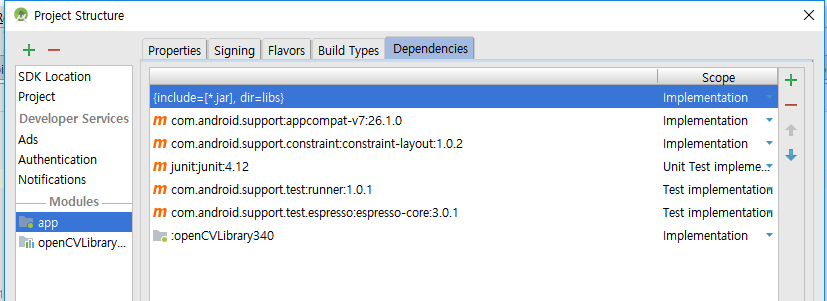 Project Structure
Properties
Signing
Flavors
Build Types
Dependencies
SDK Location
Project
Developer Services
Ads
Authentication
Notifications
Modules
app
openCVLibrary...
Scope
{include=[*.jar], dir=libs} Implementation
m com.android.support:appcompat-v7:26.1.0 Implementation
m com.android.support.constraint:constraint-layout:1.0.2 Implementation
m junit:junit:4.12 Unit Test impleme...
m com.android.support.test:runner:1.0.1 Test implementation
m com.android.support.test.espresso:espresso-core:3.0.1 Test implementation
:openCVLibrary340 Implementation